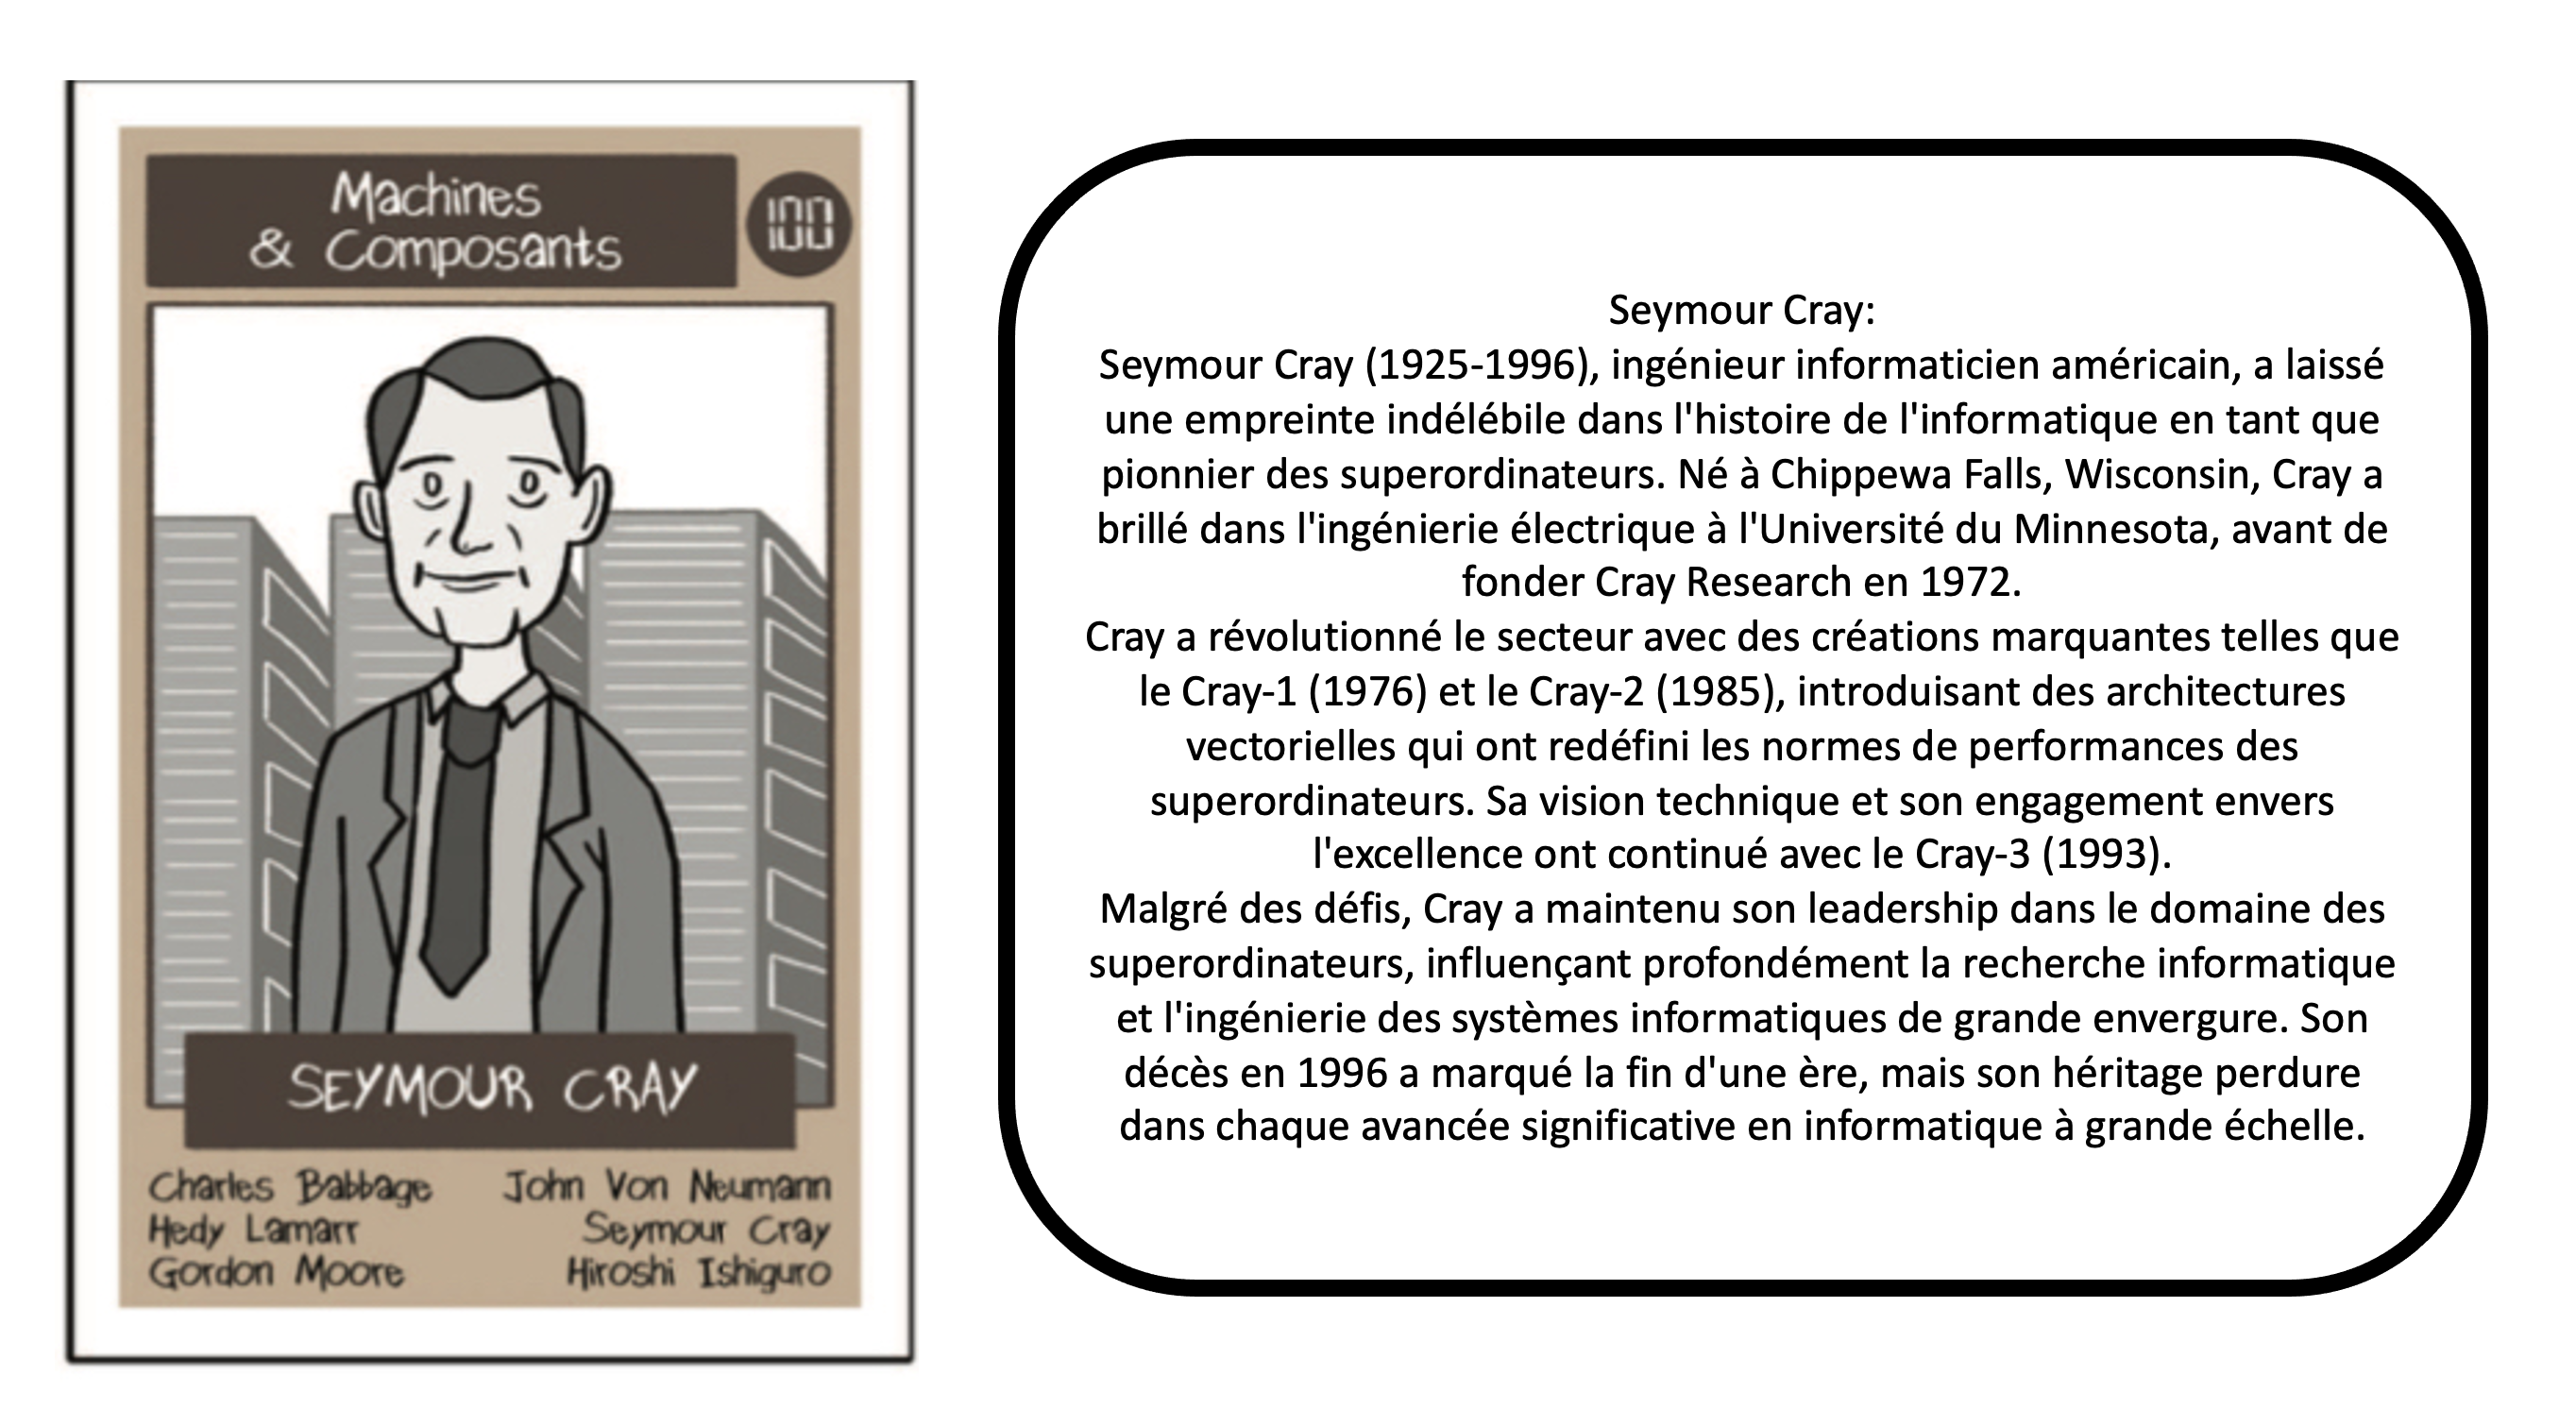 Machines
& Composants
100
SEYMOUR CRAY
Charles Babbage
John Von Neumann
Hedy Lamarr
Seymour Cray
Gordon Moore
Hiroshi Ishiguro
Seymour Cray:
Seymour Cray (1925-1996), ingénieur informaticien américain, a laissé
une empreinte indélébile dans l'histoire de l'informatique en tant que
pionnier des superordinateurs. Né à Chippewa Falls, Wisconsin, Cray a
brillé dans l'ingénierie électrique à l'Université du Minnesota, avant de
fonder Cray Research en 1972.
Cray a révolutionné le secteur avec des créations marquantes telles que
le Cray-1 (1976) et le Cray-2 (1985), introduisant des architectures
vectorielles qui ont redéfini les normes de performances des
superordinateurs. Sa vision technique et son engagement envers
l'excellence ont continué avec le Cray-3 (1993).
Malgré des défis, Cray a maintenu son leadership dans le domaine des
superordinateurs, influençant profondément la recherche informatique
et l'ingénierie des systèmes informatiques de grande envergure. Son
décès en 1996 a marqué la fin d'une ère, mais son héritage perdure
dans chaque avancée significative en informatique à grande échelle.